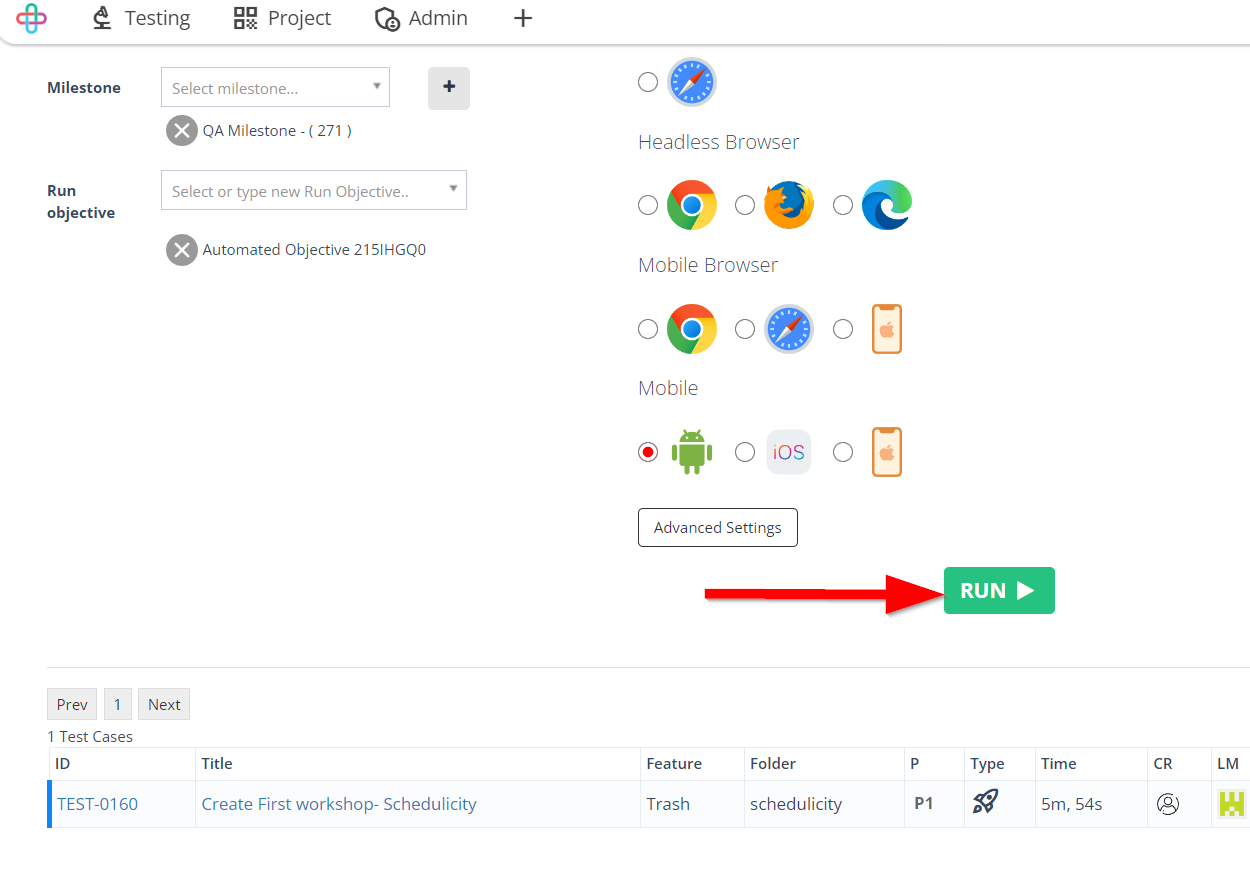 Testing Project Admin +
Milestone
Select milestone...
+
QA Milestone - ( 271 )
Run
objective
Select or type new Run Objective..
Automated Objective 215IHGQ0
Headless Browser
Mobile Browser
Mobile
iOS
Advanced Settings
RUN
Prev 1 Next
1 Test Cases
ID Title Feature Folder P Type Time CR LM
TEST-0160 Create First workshop- Schedulicity Trash schedulicity P1 5m, 54s